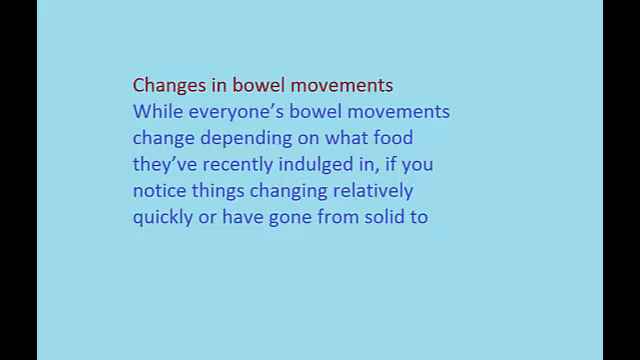 Changes in bowel movements
While everyone’s bowel movements
change depending on what food
they’ve recently indulged in, if you
notice things changing relatively
quickly or have gone from solid to